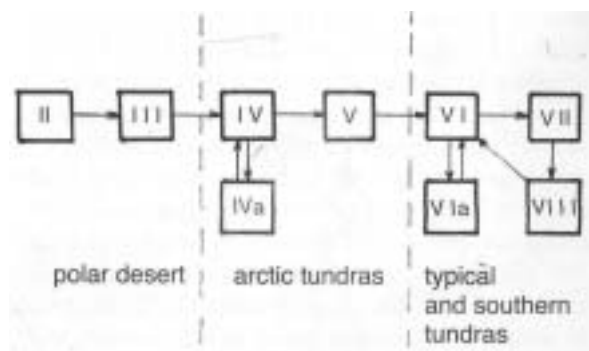 II
III
IV
V
VI
VII
IVa
VIa
VIII
polar desert
arctic tundras
typical
and southern
tundras